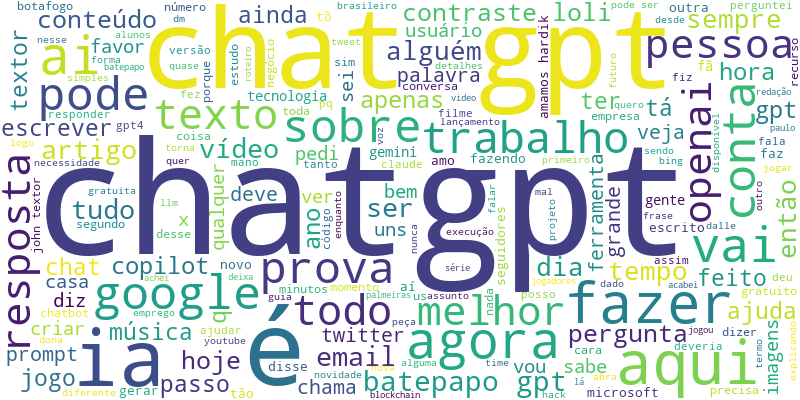 botafogo
conteúdo
número
dm
ainda
chat gpt
contraste loli
pode ser
perguntei
brasileiro
outra
desde
sempre
usuário
textor
alunos
nesse
batepapo
simples
versão
quase
porque
estudo
roteiro
negócio
tô
sim
sei
tweet
alguém
detalhes
palavra
conversa
amamos hardik
futuro
fiz
fã
pessoa
hora
recurso
ai
favor
forma
pode
fez
tecnologia
pq
apenas
ter
tá
gpt
redação
responder
gpt4
texto
toda
filme
lançamento
quero
empresa
veja
sendo
bing
paulo
escrever
coisa
sobre
trabalho
openai
conta
disponível
fala
faz
logo
artigo
torna
vídeo
pedi
voz
gemini
claude
fazendo
primeiro
necessidade
quer
mano
tanto
amo
jogar
resposta
chatgpt
gratuita
llm
qualquer
deve
ver
bem
falar
mal
projeto
ferramenta
grande
gente
frase
escrito
dalle
outro
tudo
segundo
x
desse
ano
código
enquanto
ser
uns
nunca
execução
seguidores
dia
assim
vai
então
john textor
chat
copilot
novo
achei
deixa
prova
série
tempo
feito
deu
diz
casa
minutos
momento
aí
us
assunto
nada
posso
dado
acabei
gratuito
chatbot
criar
google
q
guia
todo
palmeiras
peça
melhor
jogadores
fazer
ajuda
dona
emprego
música
ajudar
youtube
twitter
agora
pergunta
cara
dizer
jogou
deveria
imagens
termo
explicando
prompt
ia
é
hoje
disse
email
nova
time
vou
sabe
aqui
jogo
passo
novidade
chama
alguma
batepapo
gpt
hack
lá
abra
microsoft
precisa
diferente
gerar
tão
blockchain
video